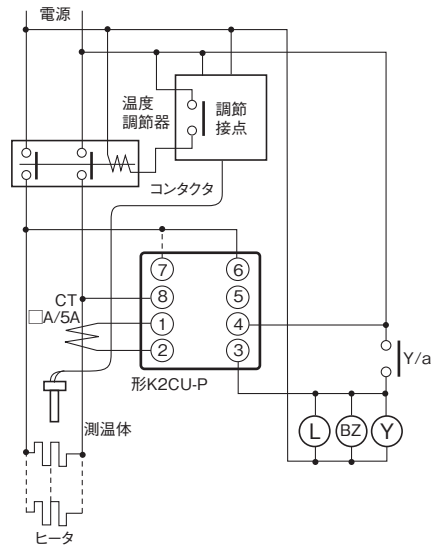 電源
温度
調節器
調節
接点
コンタクタ
CT
□A/5A
7
6
8
5
1
4
2
3
Y/a
形K2CU-P
測温体
L
BZ
Y
ヒータ